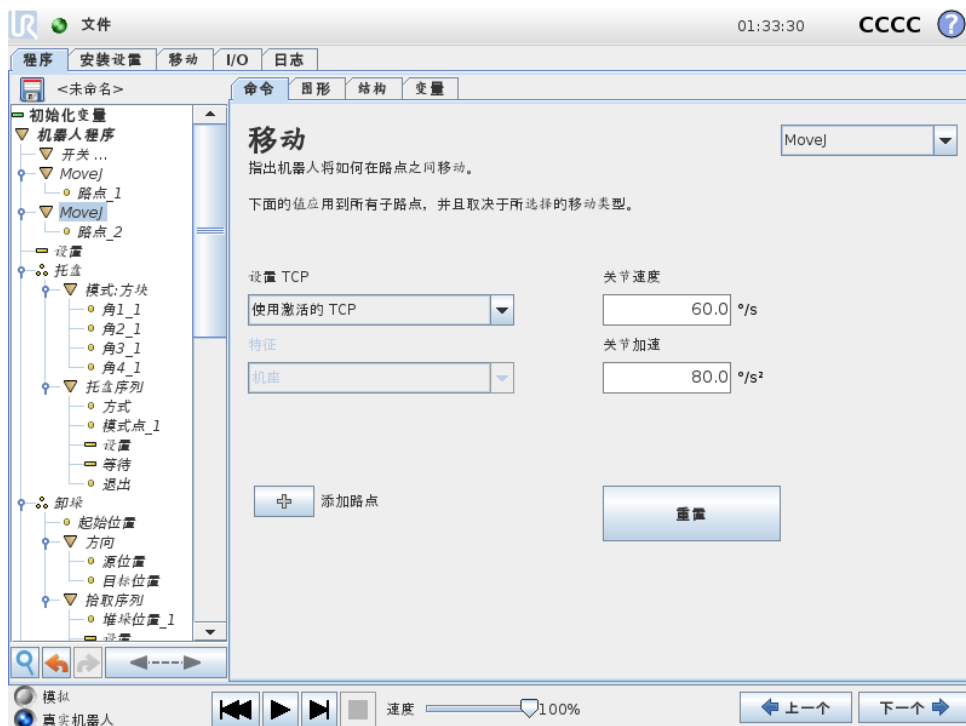 UR 文件 01:33:30 CCCC ?
程序 安装设置 移动 I/O 日志
<未命名> 命令 图形 结构 变量
初始化变量
机器人程序
开关 ...
MoveJ
路点_1
MoveJ
路点_2
设置
托盘
模式:方块
角1_1
角2_1
角3_1
角4_1
托盘序列
方式
模式点_1
设置
等待
退出
卸垛
起始位置
方向
源位置
目标位置
拾取序列
堆垛位置_1
设置
移动 MoveJ
指出机器人将如何在路点之间移动。
下面的值应用到所有子路点，并且取决于所选择的移动类型。
设置 TCP 关节速度
使用激活的 TCP 60.0 °/s
特征 关节加速
机座 80.0 °/s²
添加路点 重置
模拟
真实机器人
速度 100% 上一个 下一个